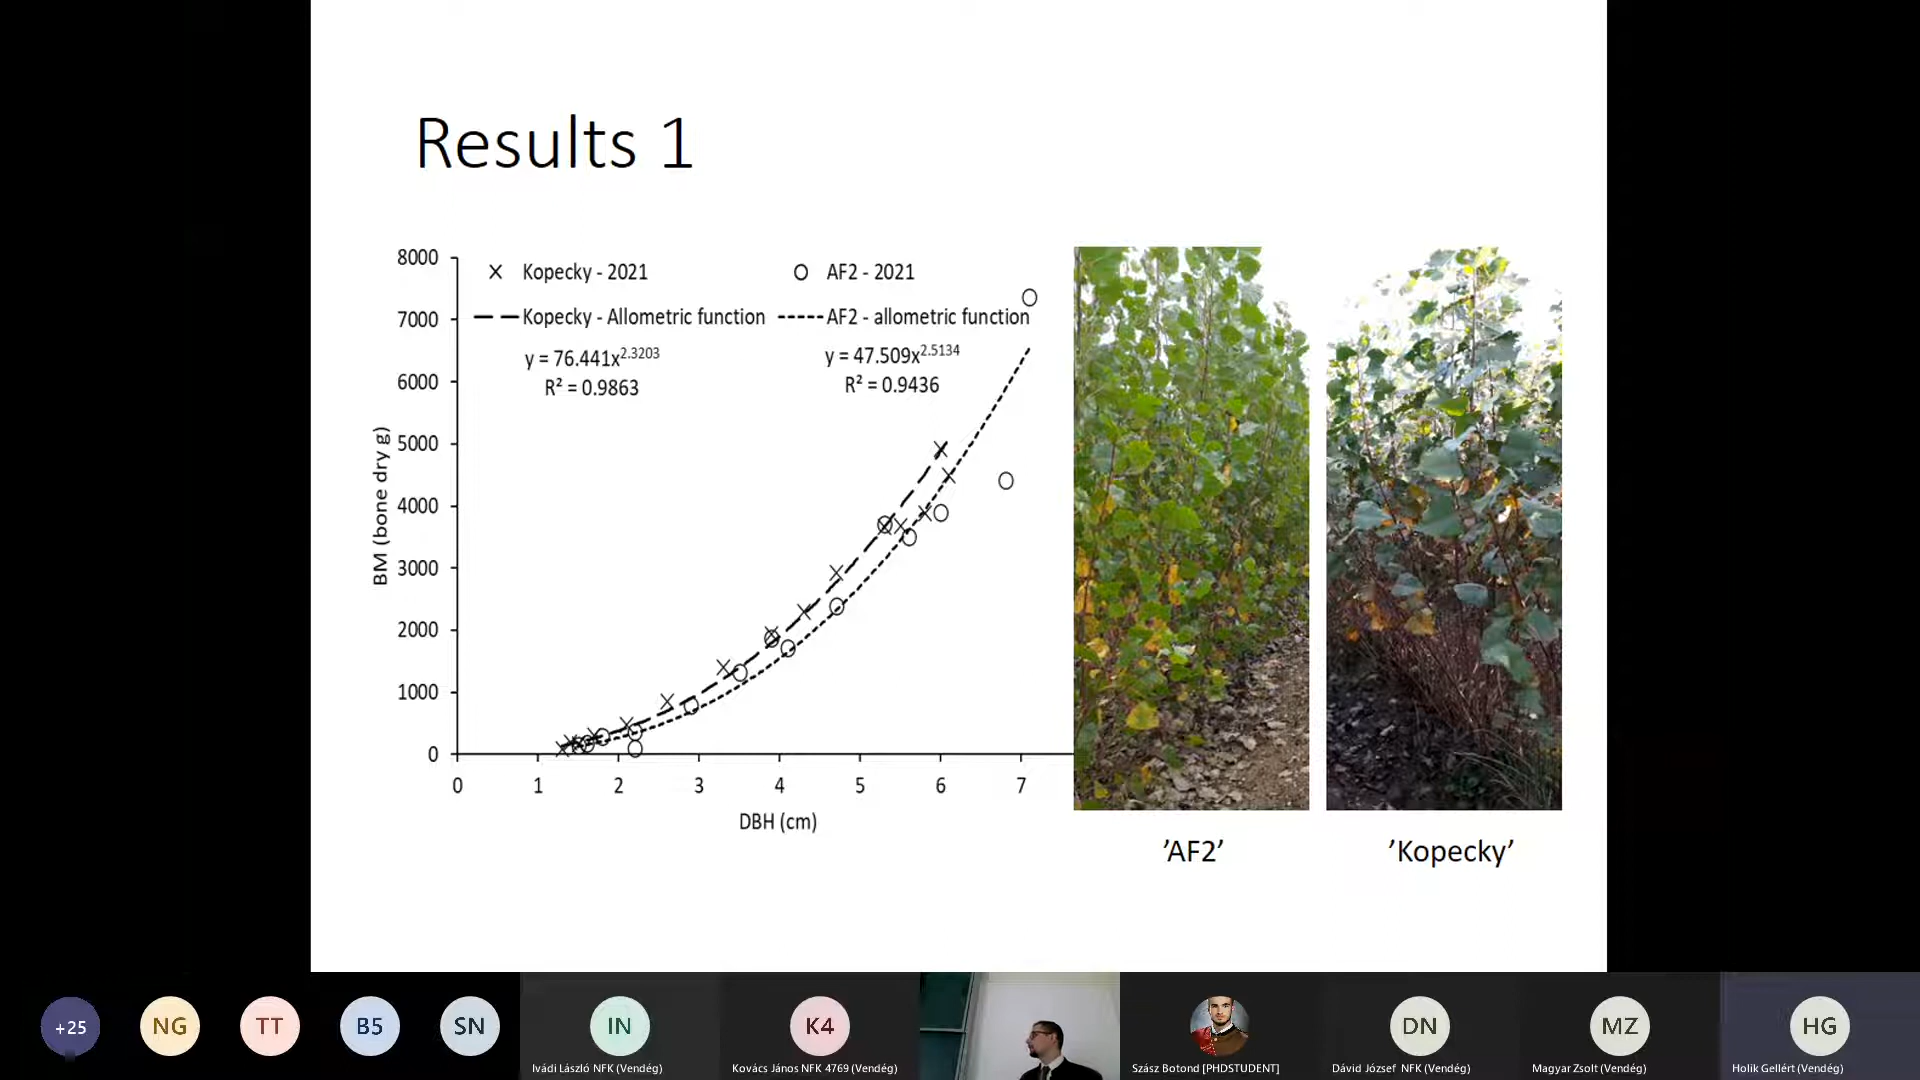 Results 1
8000
7000
6000
5000
4000
3000
2000
1000
0
BM (bone dry g)
Kopecky - 2021
AF2 - 2021
Kopecky - Allometric function
AF2 - allometric function
y = 76.441x^2.3203
R² = 0.9863
y = 47.509x^2.5134
R² = 0.9436
0 1 2 3 4 5 6 7
DBH (cm)
’AF2’
’Kopecky’
+25
NG
TT
B5
SN
IN
K4
DN
MZ
HG
Ivádi László NFK (Vendég)
Kovács János NFK 4769 (Vendég)
Szász Botond [PHDSTUDENT]
Dávid József NFK (Vendég)
Magyar Zsolt (Vendég)
Holik Gellért (Vendég)